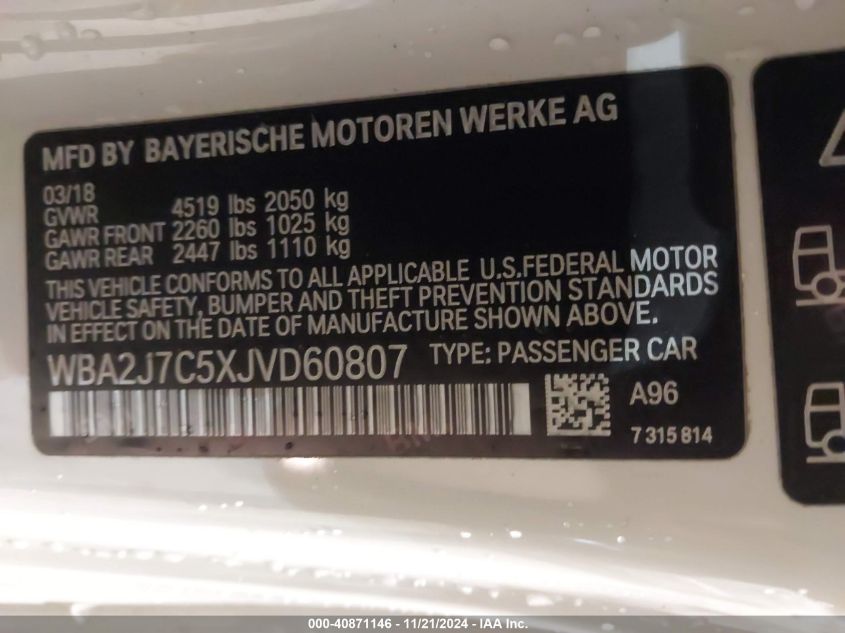 MFD BY BAYERISCHE MOTOREN WERKE AG
03/18
GVWR 4519 lbs 2050 kg
GAWR FRONT 2260 lbs 1025 kg
GAWR REAR 2447 lbs 1110 kg
THIS VEHICLE CONFORMS TO ALL APPLICABLE U.S.FEDERAL MOTOR
VEHICLE SAFETY, BUMPER AND THEFT PREVENTION STANDARDS
IN EFFECT ON THE DATE OF MANUFACTURE SHOWN ABOVE.
WBA2J7C5XJVD60807 TYPE: PASSENGER CAR
A96
7 315 814
000-40871146 - 11/21/2024 - IAA Inc.